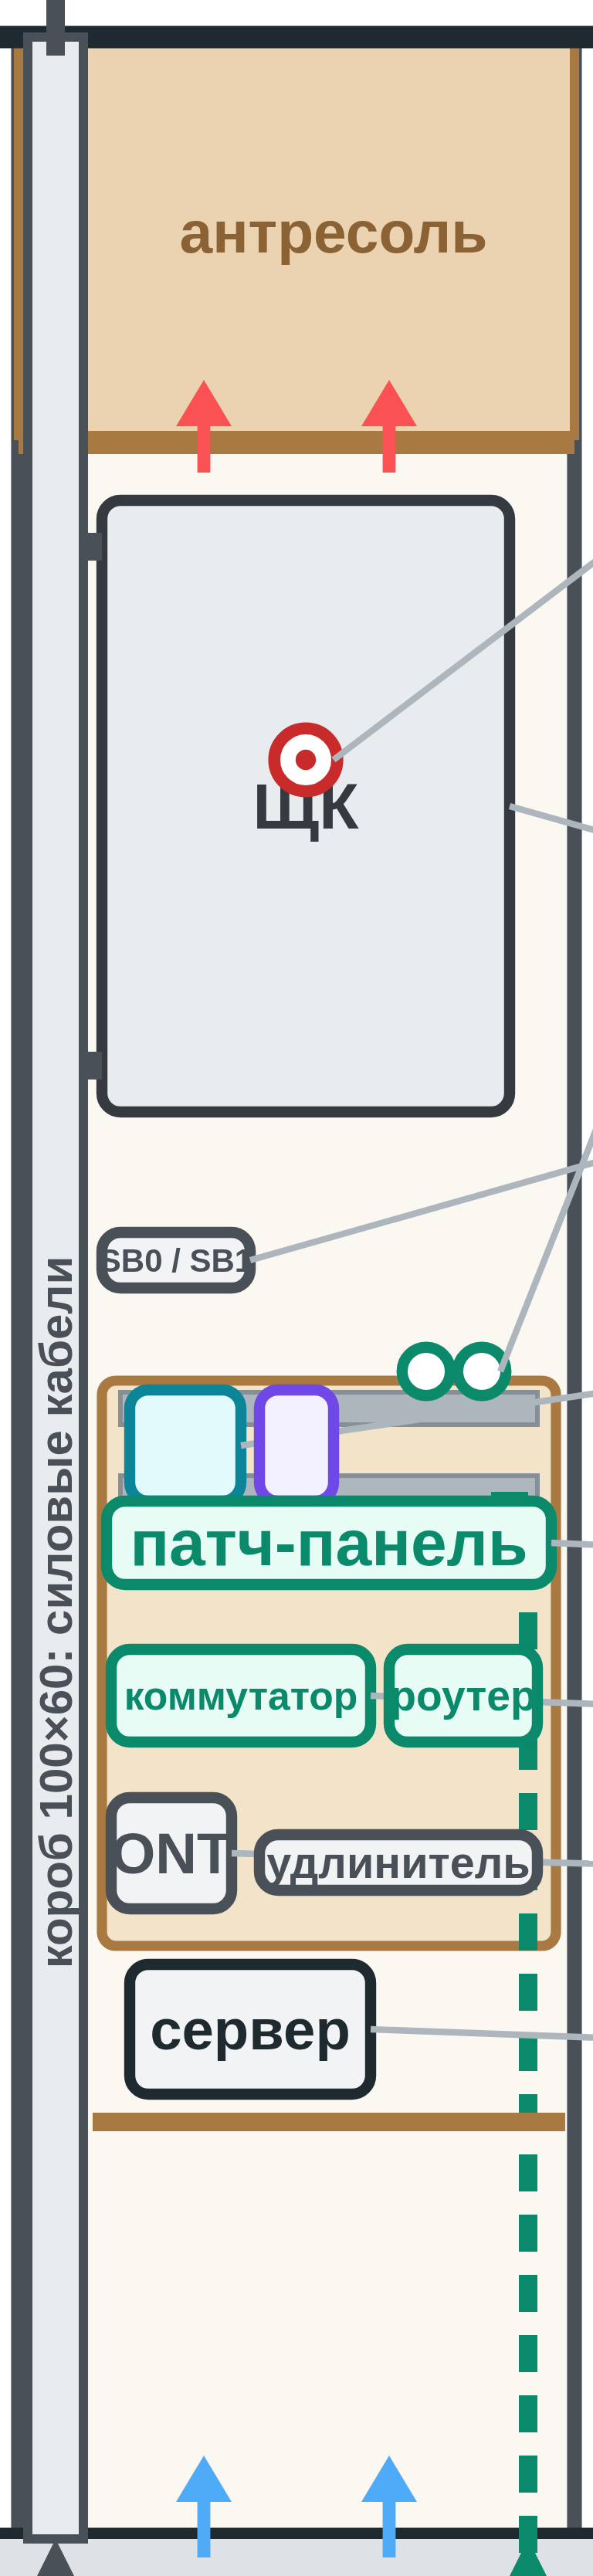 антресоль
ЩК
SB0 / SB1
короб 100×60: силовые кабели
патч-панель
коммутатор
роутер
ONT
удлинитель
сервер